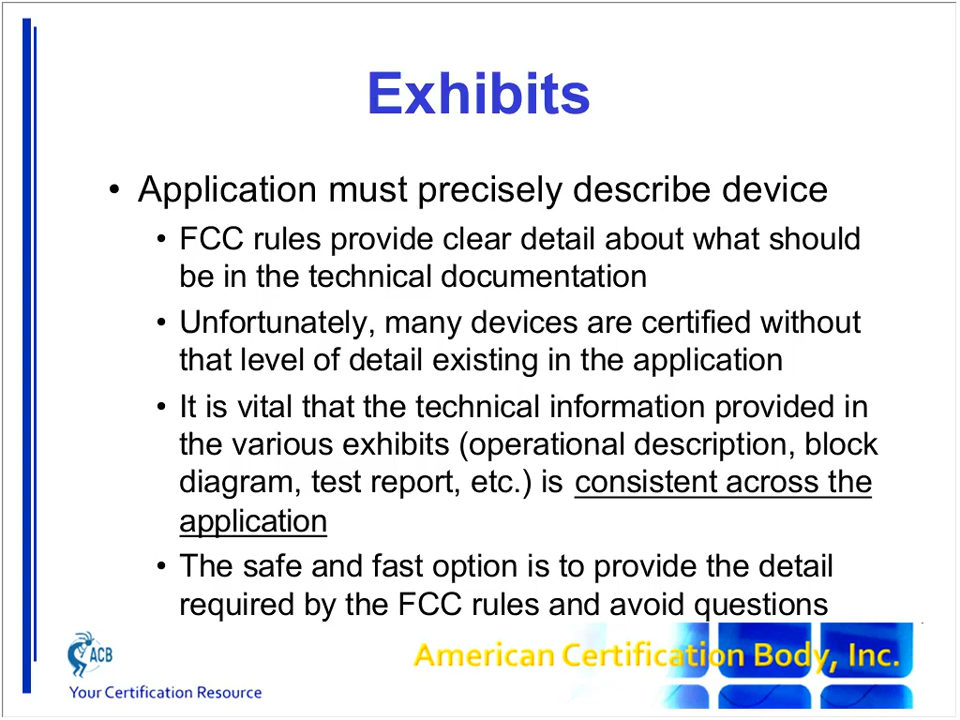 Exhibits
• Application must precisely describe device
• FCC rules provide clear detail about what should
be in the technical documentation
• Unfortunately, many devices are certified without
that level of detail existing in the application
• It is vital that the technical information provided in
the various exhibits (operational description, block
diagram, test report, etc.) is consistent across the
application
• The safe and fast option is to provide the detail
required by the FCC rules and avoid questions
ACB
American Certification Body, Inc.
Your Certification Resource